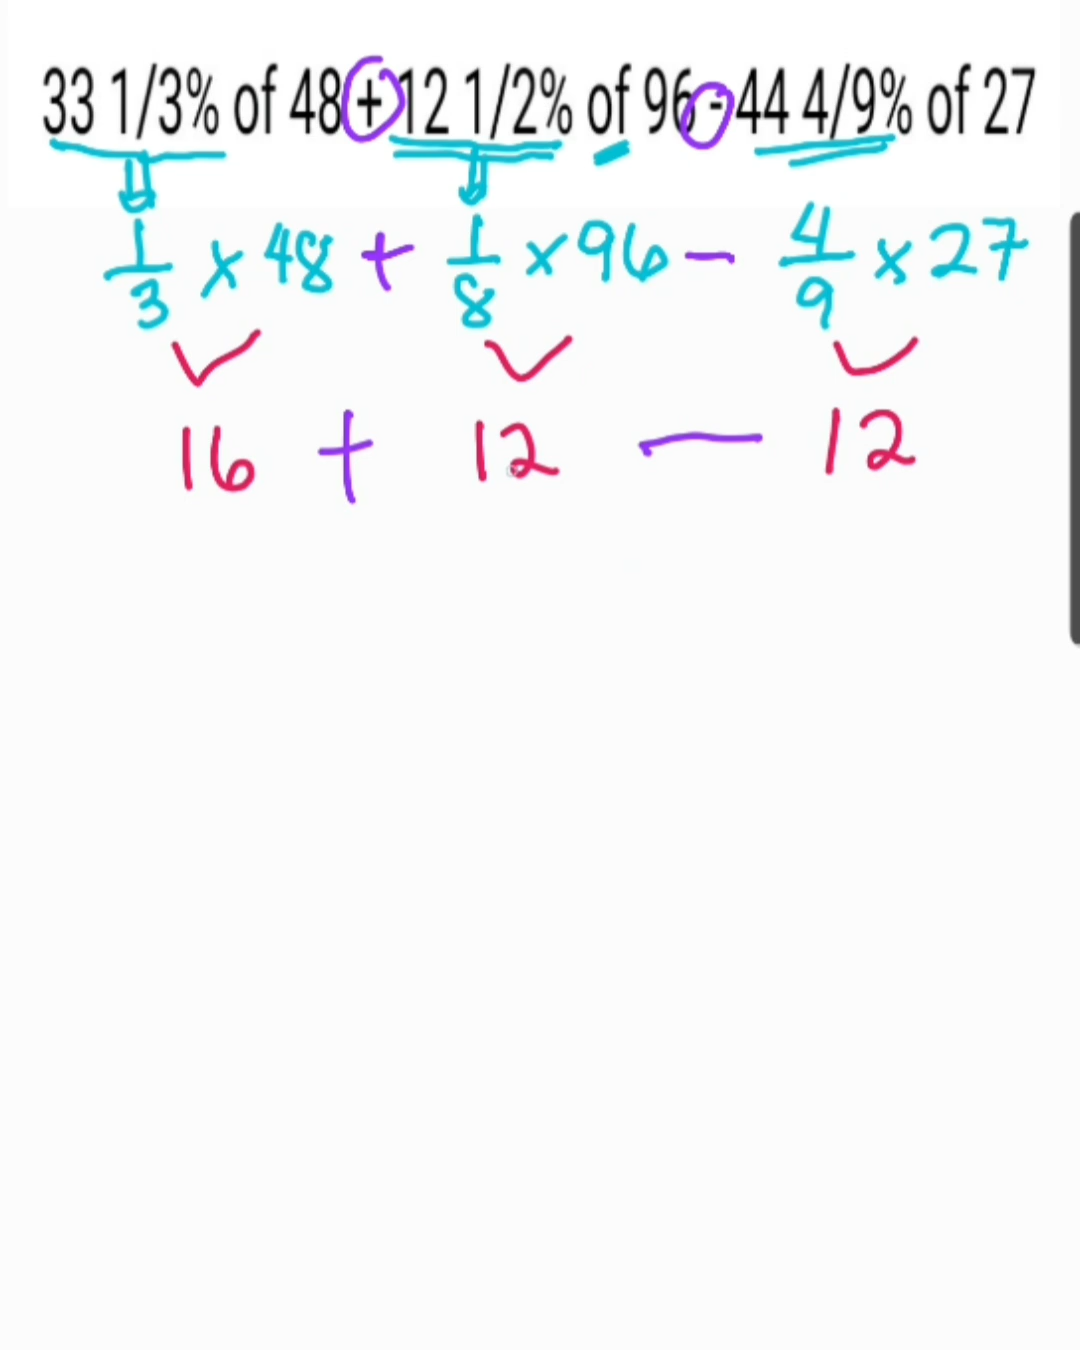 33 1/3% of 48 + 12 1/2% of 96 - 44 4/9% of 27
1/3 x 48 + 1/8 x 96 - 4/9 x 27
16 + 12 - 12